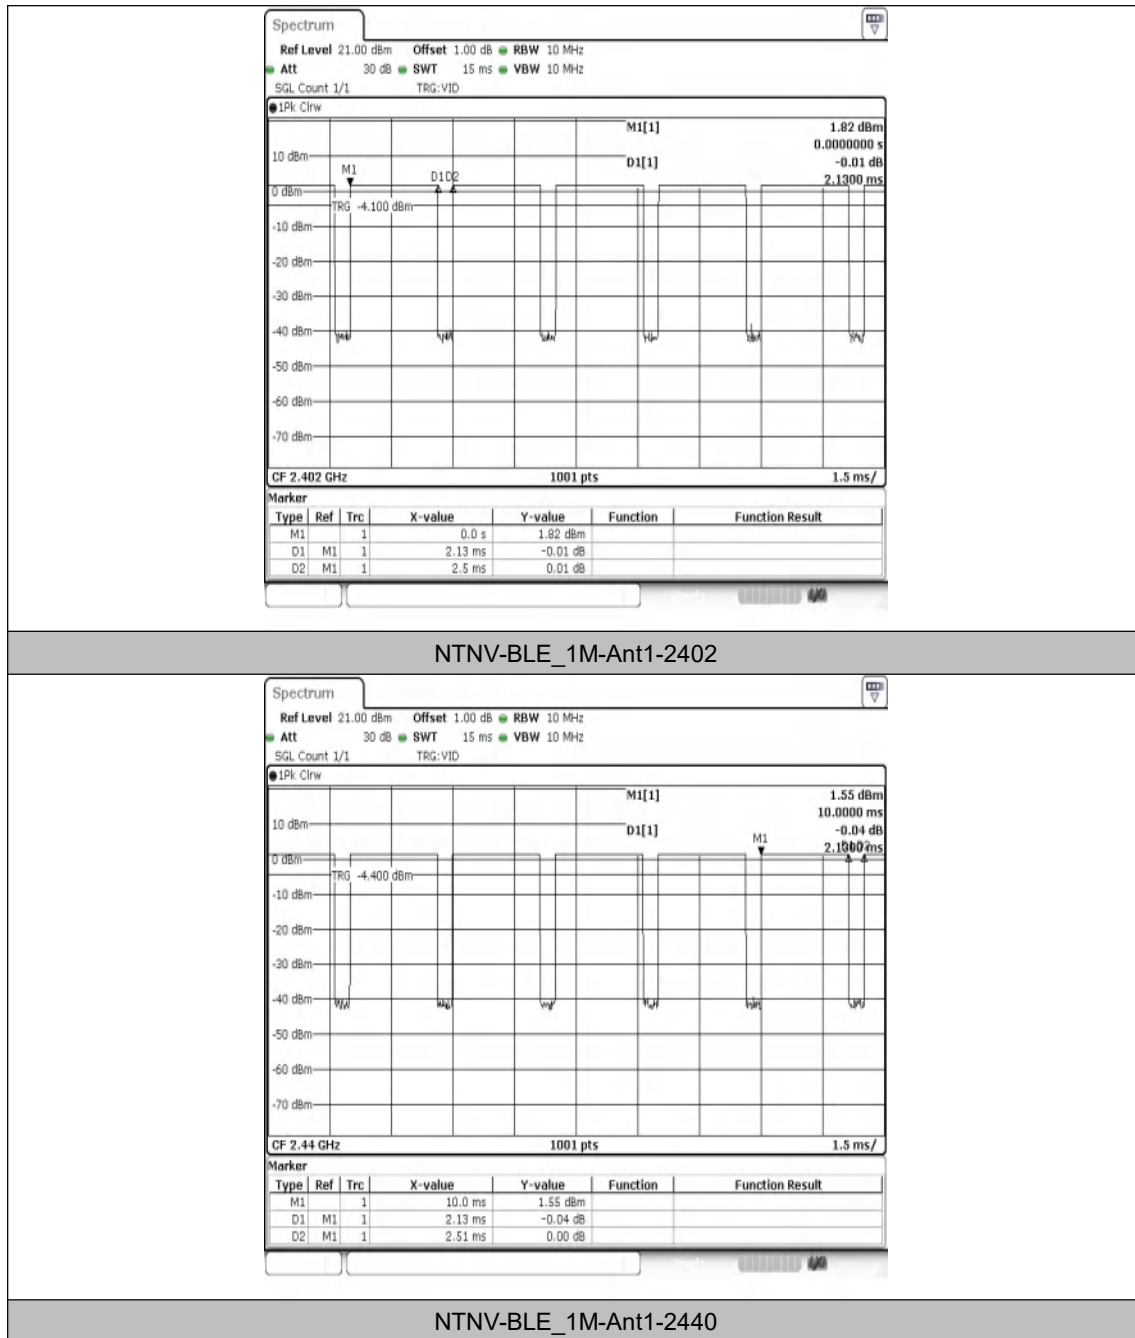 Spectrum
Ref Level 21.00 dBm Offset 1.00 dB RBW 10 MHz
Att 30 dB SWT 15 ms VBW 10 MHz
SGL Count 1/1 TRG:VID
1Pk Clrw
M1[1] 1.82 dBm
0.0000000 s
10 dBm D1[1] -0.01 dB
M1 D1D2 2.1300 ms
0 dBm
TRG -4.100 dBm
-10 dBm
-20 dBm
-30 dBm
-40 dBm
-50 dBm
-60 dBm
-70 dBm
CF 2.402 GHz 1001 pts 1.5 ms/
Marker
Type Ref Trc X-value Y-value Function Function Result
M1 1 0.0 s 1.82 dBm
D1 M1 1 2.13 ms -0.01 dB
D2 M1 1 2.5 ms 0.01 dB
NTNV-BLE_1M-Ant1-2402
Spectrum
Ref Level 21.00 dBm Offset 1.00 dB RBW 10 MHz
Att 30 dB SWT 15 ms VBW 10 MHz
SGL Count 1/1 TRG:VID
1Pk Clrw
M1[1] 1.55 dBm
10.0000 ms
10 dBm D1[1] -0.04 dB
M1 2.1300 ms
0 dBm
TRG -4.400 dBm
-10 dBm
-20 dBm
-30 dBm
-40 dBm
-50 dBm
-60 dBm
-70 dBm
CF 2.44 GHz 1001 pts 1.5 ms/
Marker
Type Ref Trc X-value Y-value Function Function Result
M1 1 10.0 ms 1.55 dBm
D1 M1 1 2.13 ms -0.04 dB
D2 M1 1 2.51 ms 0.00 dB
NTNV-BLE_1M-Ant1-2440